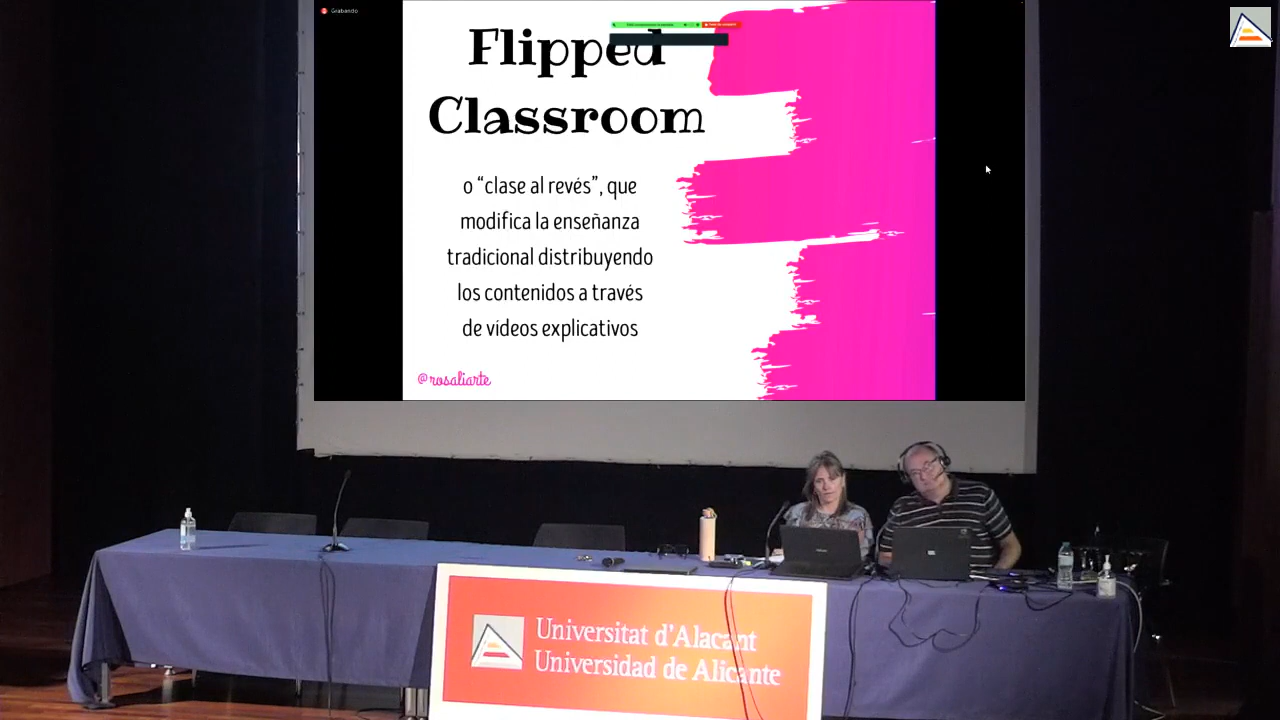 Grabando
Flipped
Classroom
o “clase al revés”, que
modifica la enseñanza
tradicional distribuyendo
los contenidos a través
de vídeos explicativos
@rosaliarte
Universitat d'Alacant
Universidad de Alicante